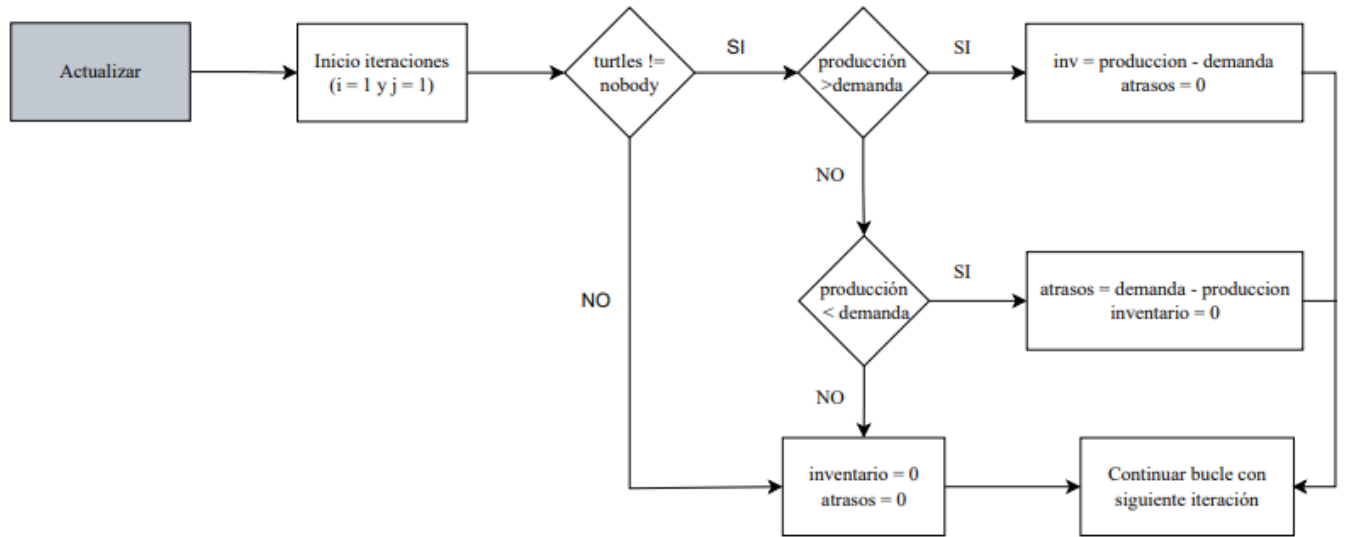 Actualizar
Inicio iteraciones
(i = 1 y j = 1)
turtles !=
nobody
SI
producción
>demanda
SI
inv = produccion - demanda
atrasos = 0
NO
NO
producción
< demanda
SI
atrasos = demanda - produccion
inventario = 0
NO
inventario = 0
atrasos = 0
Continuar bucle con
siguiente iteración